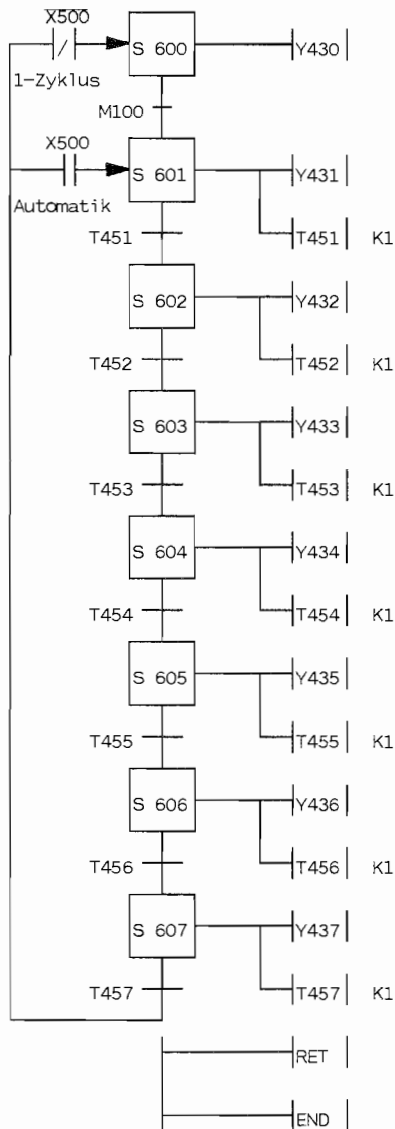 X500
S 600 Y430
1-Zyklus
M100
X500
S 601 Y431
Automatik
T451 T451 K1
S 602 Y432
T452 T452 K1
S 603 Y433
T453 T453 K1
S 604 Y434
T454 T454 K1
S 605 Y435
T455 T455 K1
S 606 Y436
T456 T456 K1
S 607 Y437
T457 T457 K1
RET
END